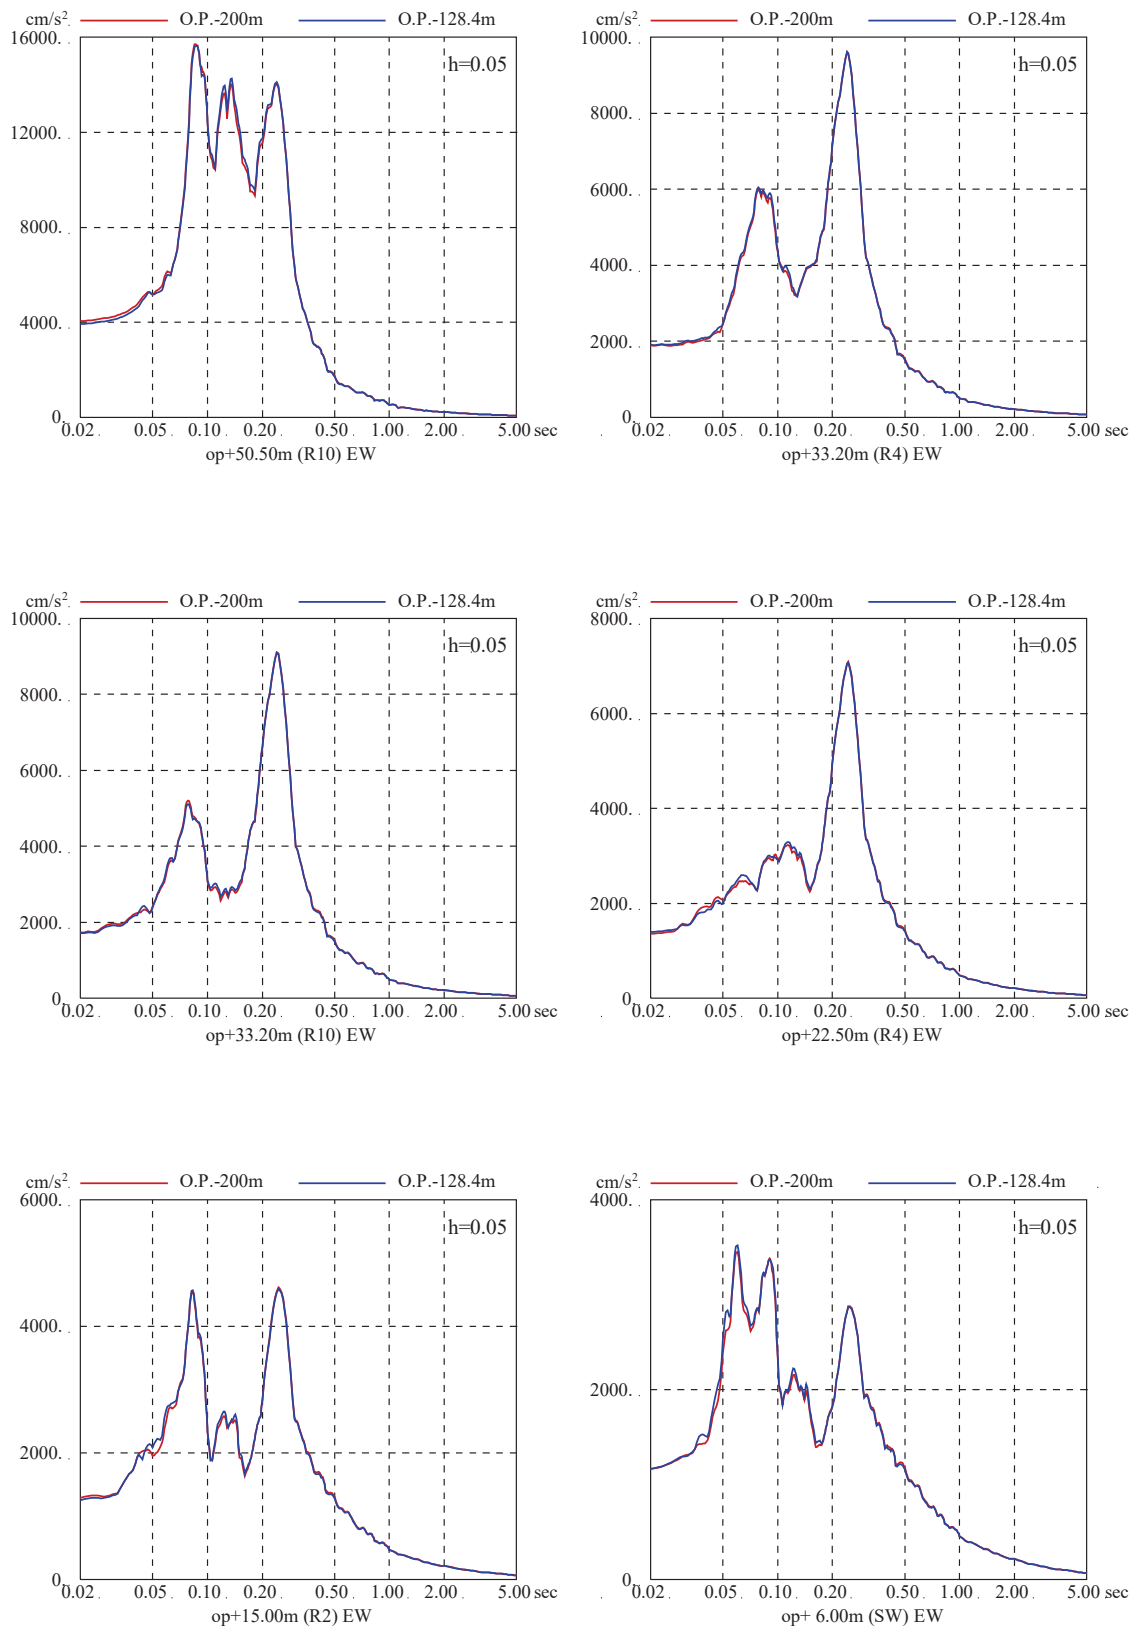 cm/s². O.P.-200m O.P.-128.4m
16000.
h=0.05
12000.
8000.
4000.
0.
0.02 0.05 0.10 0.20 0.50 1.00 2.00 5.00 sec
op+50.50m (R10) EW
cm/s². O.P.-200m O.P.-128.4m
10000.
h=0.05
8000.
6000.
4000.
2000.
0.
0.02 0.05 0.10 0.20 0.50 1.00 2.00 5.00 sec
op+33.20m (R4) EW
cm/s². O.P.-200m O.P.-128.4m
10000.
h=0.05
8000.
6000.
4000.
2000.
0.
0.02 0.05 0.10 0.20 0.50 1.00 2.00 5.00 sec
op+33.20m (R10) EW
cm/s². O.P.-200m O.P.-128.4m
8000.
h=0.05
6000.
4000.
2000.
0.
0.02 0.05 0.10 0.20 0.50 1.00 2.00 5.00 sec
op+22.50m (R4) EW
cm/s². O.P.-200m O.P.-128.4m
6000.
h=0.05
4000.
2000.
0.
0.02 0.05 0.10 0.20 0.50 1.00 2.00 5.00 sec
op+15.00m (R2) EW
cm/s². O.P.-200m O.P.-128.4m
4000.
h=0.05
2000.
0.
0.02 0.05 0.10 0.20 0.50 1.00 2.00 5.00 sec
op+ 6.00m (SW) EW